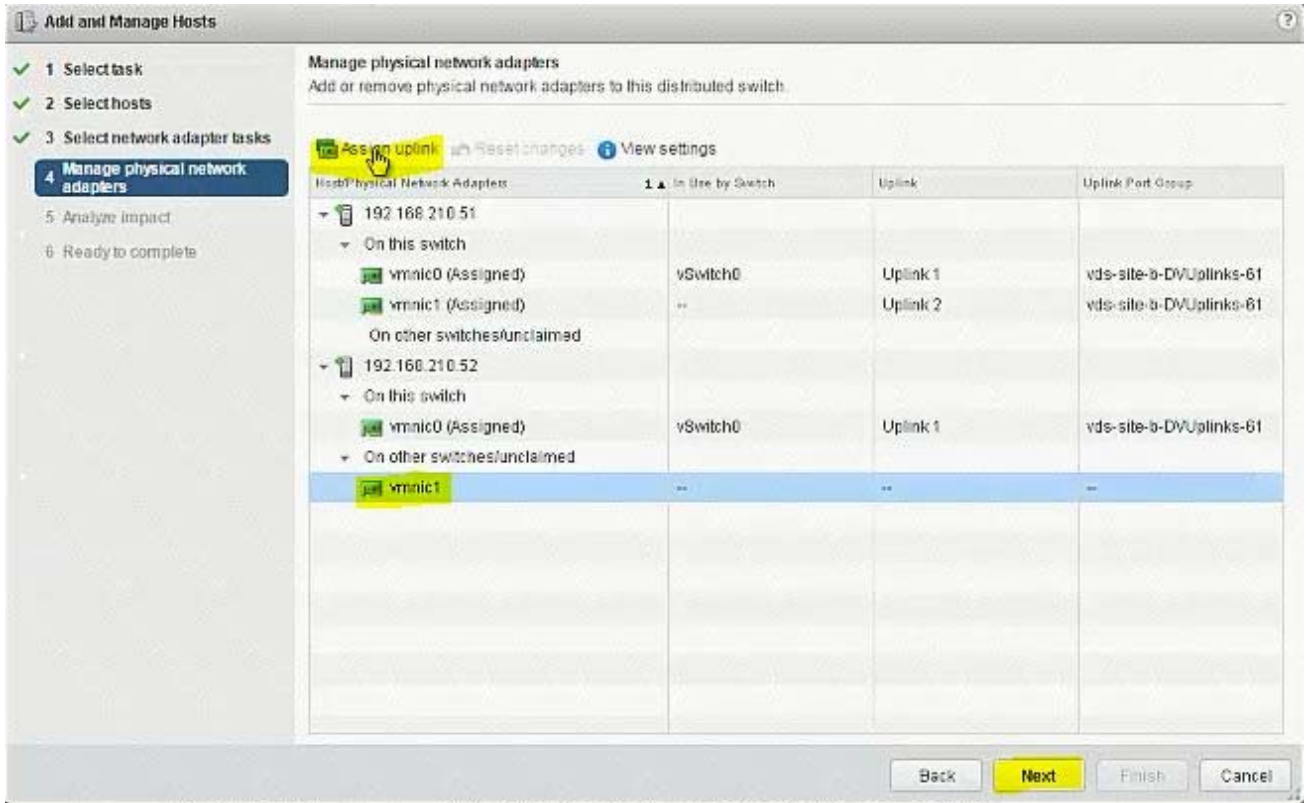 Add and Manage Hosts
1 Select task
2 Select hosts
3 Select network adapter tasks
4 Manage physical network
adapters
5 Analyze impact
6 Ready to complete
Manage physical network adapters
Add or remove physical network adapters to this distributed switch.
Assign uplink Reset changes View settings
Host/Physical Network Adapters 1 ▲ In Use by Switch Uplink Uplink Port Group
192.168.210.51
On this switch
vmnic0 (Assigned) vSwitch0 Uplink 1 vds-site-b-DVUplinks-61
vmnic1 (Assigned) -- Uplink 2 vds-site-b-DVUplinks-61
On other switches/unclaimed
192.168.210.52
On this switch
vmnic0 (Assigned) vSwitch0 Uplink 1 vds-site-b-DVUplinks-61
On other switches/unclaimed
vmnic1 -- -- --
Back Next Finish Cancel